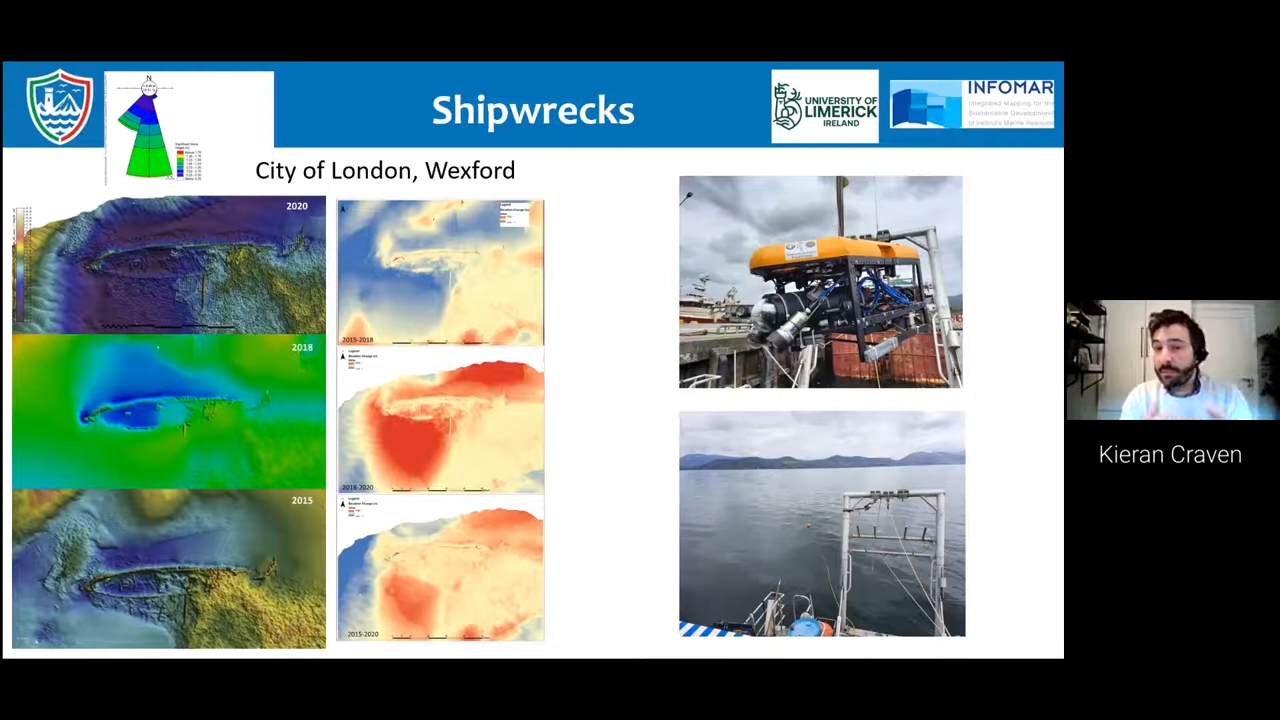 Shipwrecks
UNIVERSITY OF
LIMERICK
IRELAND
INFOMAR
Integrated Mapping for the
Sustainable Development
of Ireland's Marine Resource
N
City of London, Wexford
2020
2018
2015
2015-2018
2018-2020
2015-2020
Kieran Craven